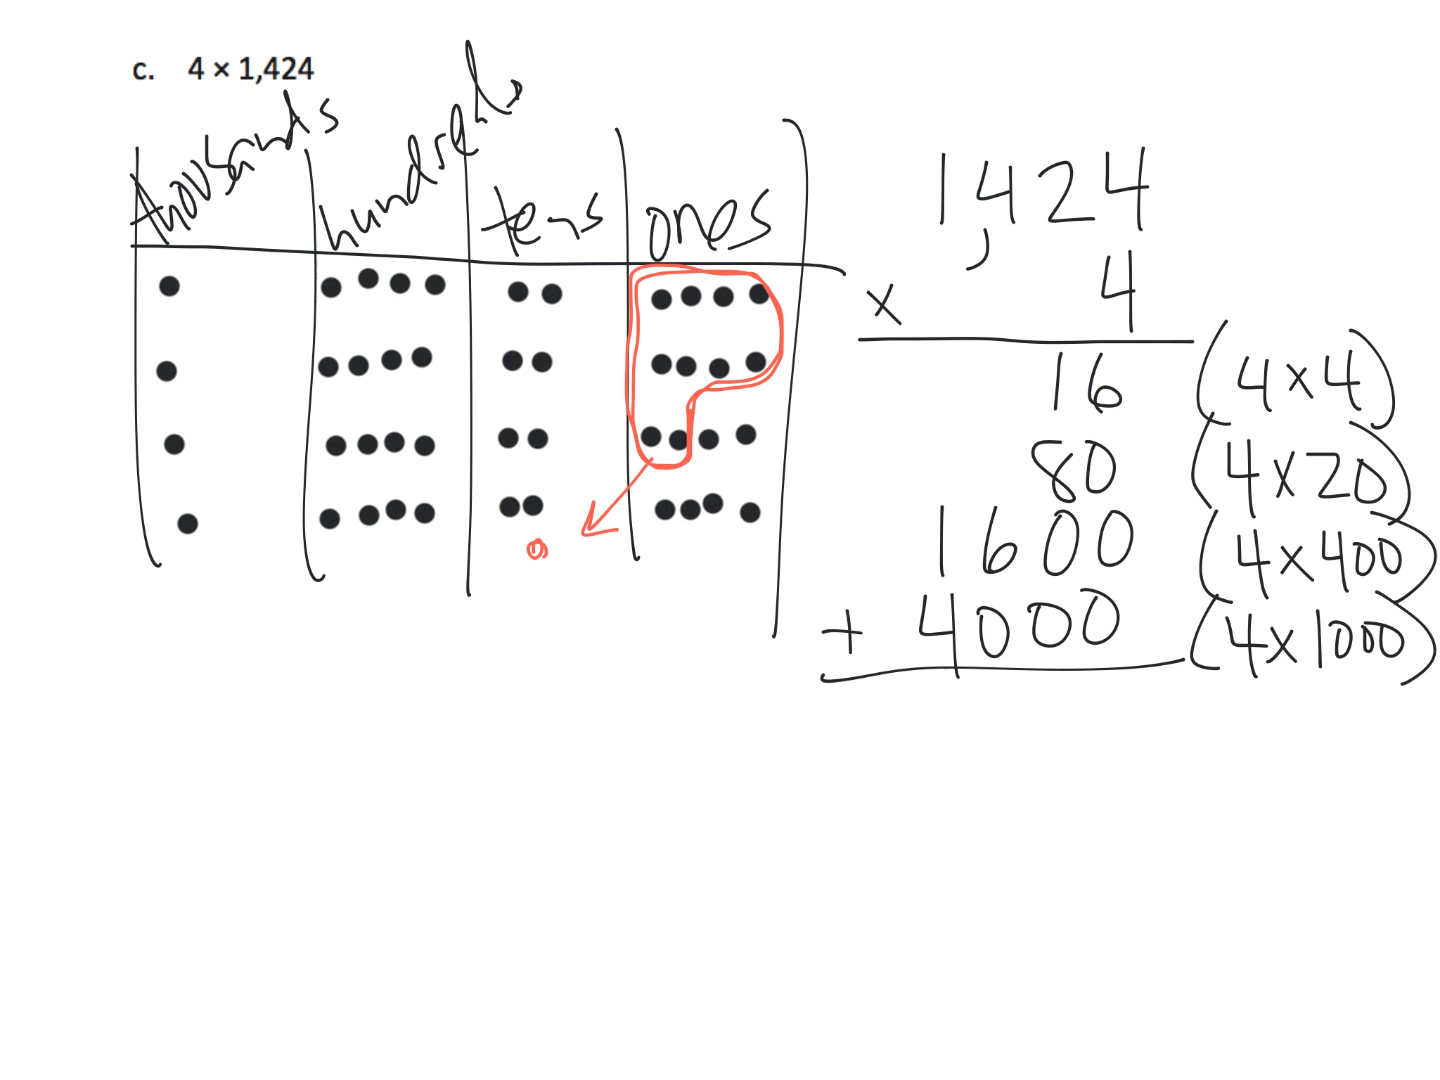 c. 4 × 1,424
thousands hundreds tens ones
1,424
x 4
16 (4 x 4)
80 (4 x 20)
1600 (4 x 400)
+ 4000 (4 x 1000)